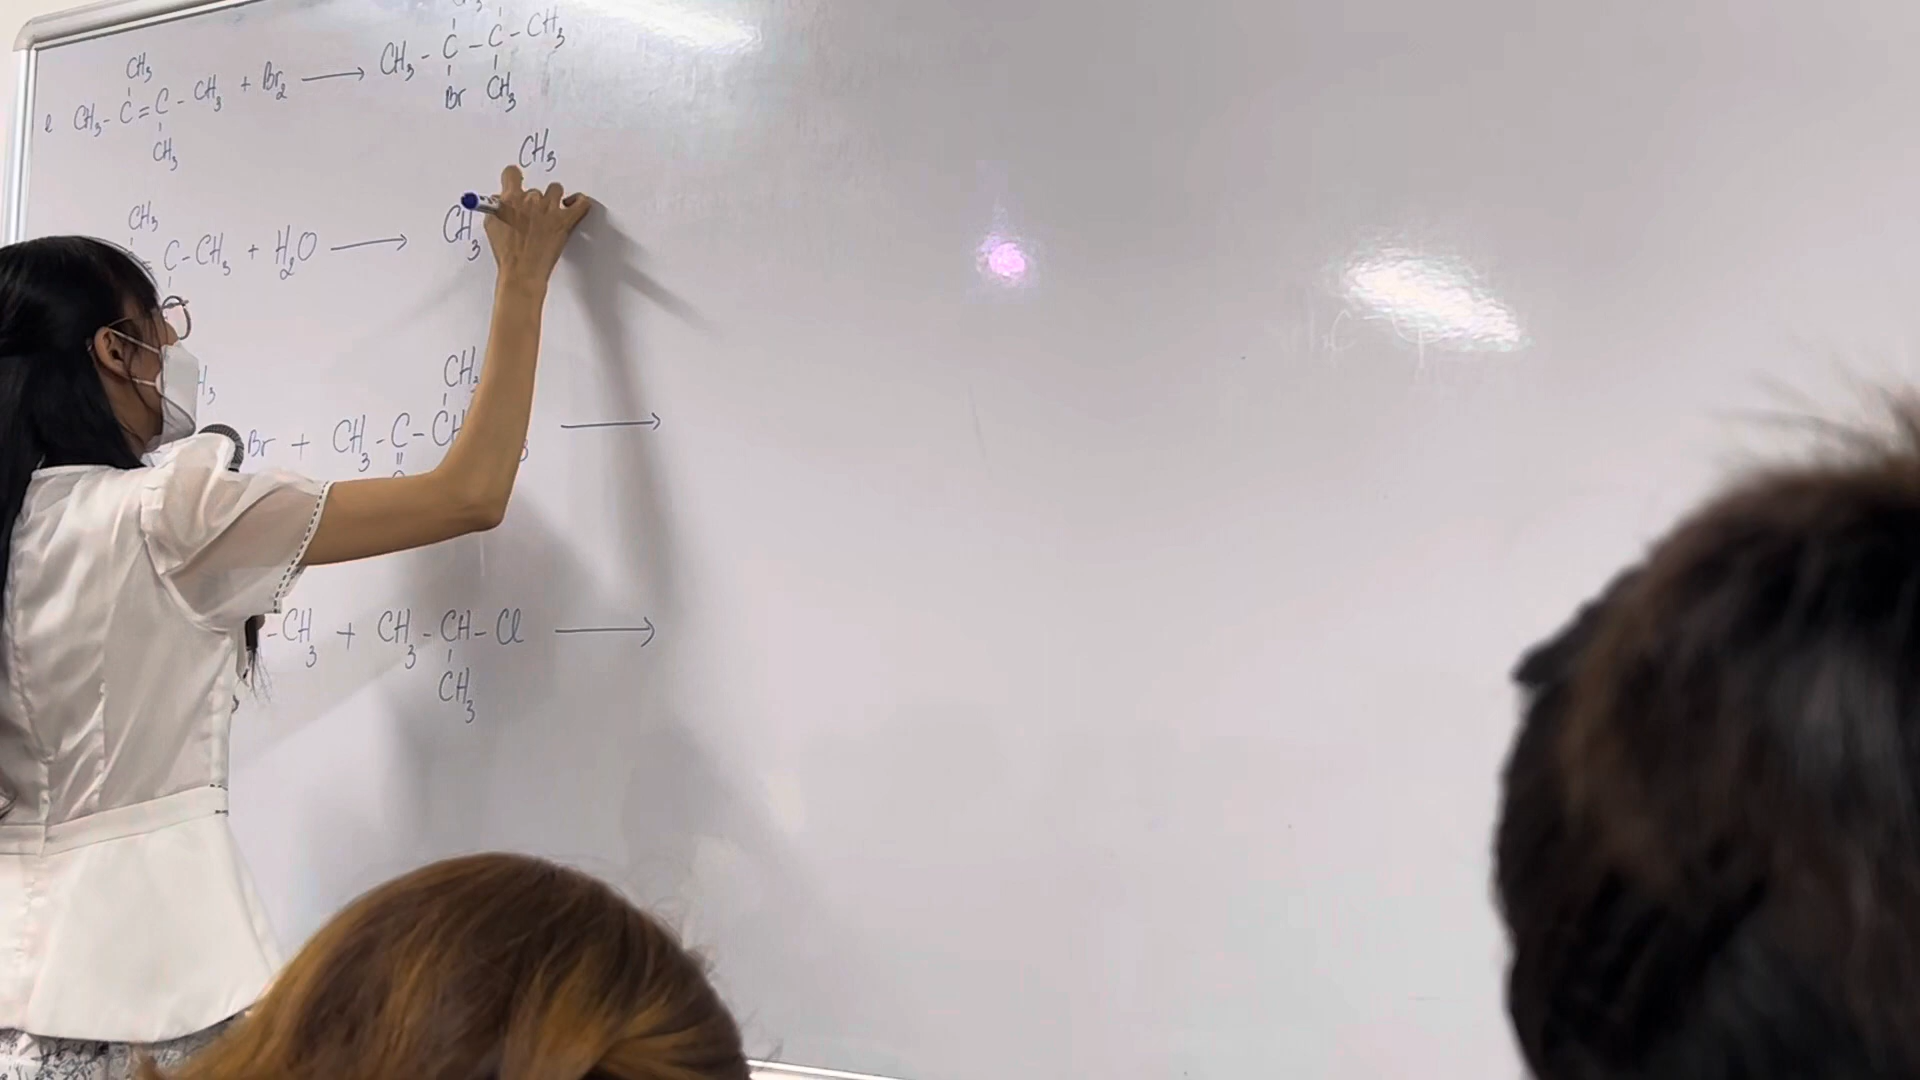 CH3
CH3 - C = C - CH3 + Br2 ⟶ CH3 - C - C - CH3
CH3
Br CH3
CH3
CH3
C - CH3 + H2O ⟶ CH3
CH
Br + CH3 - C - CH ⟶
- CH3 + CH3 - CH - Cl ⟶
CH3